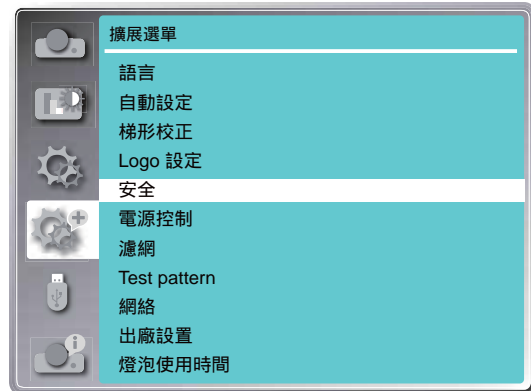 擴展選單
語言
自動設定
梯形校正
Logo 設定
安全
電源控制
濾網
Test pattern
網絡
出廠設置
燈泡使用時間